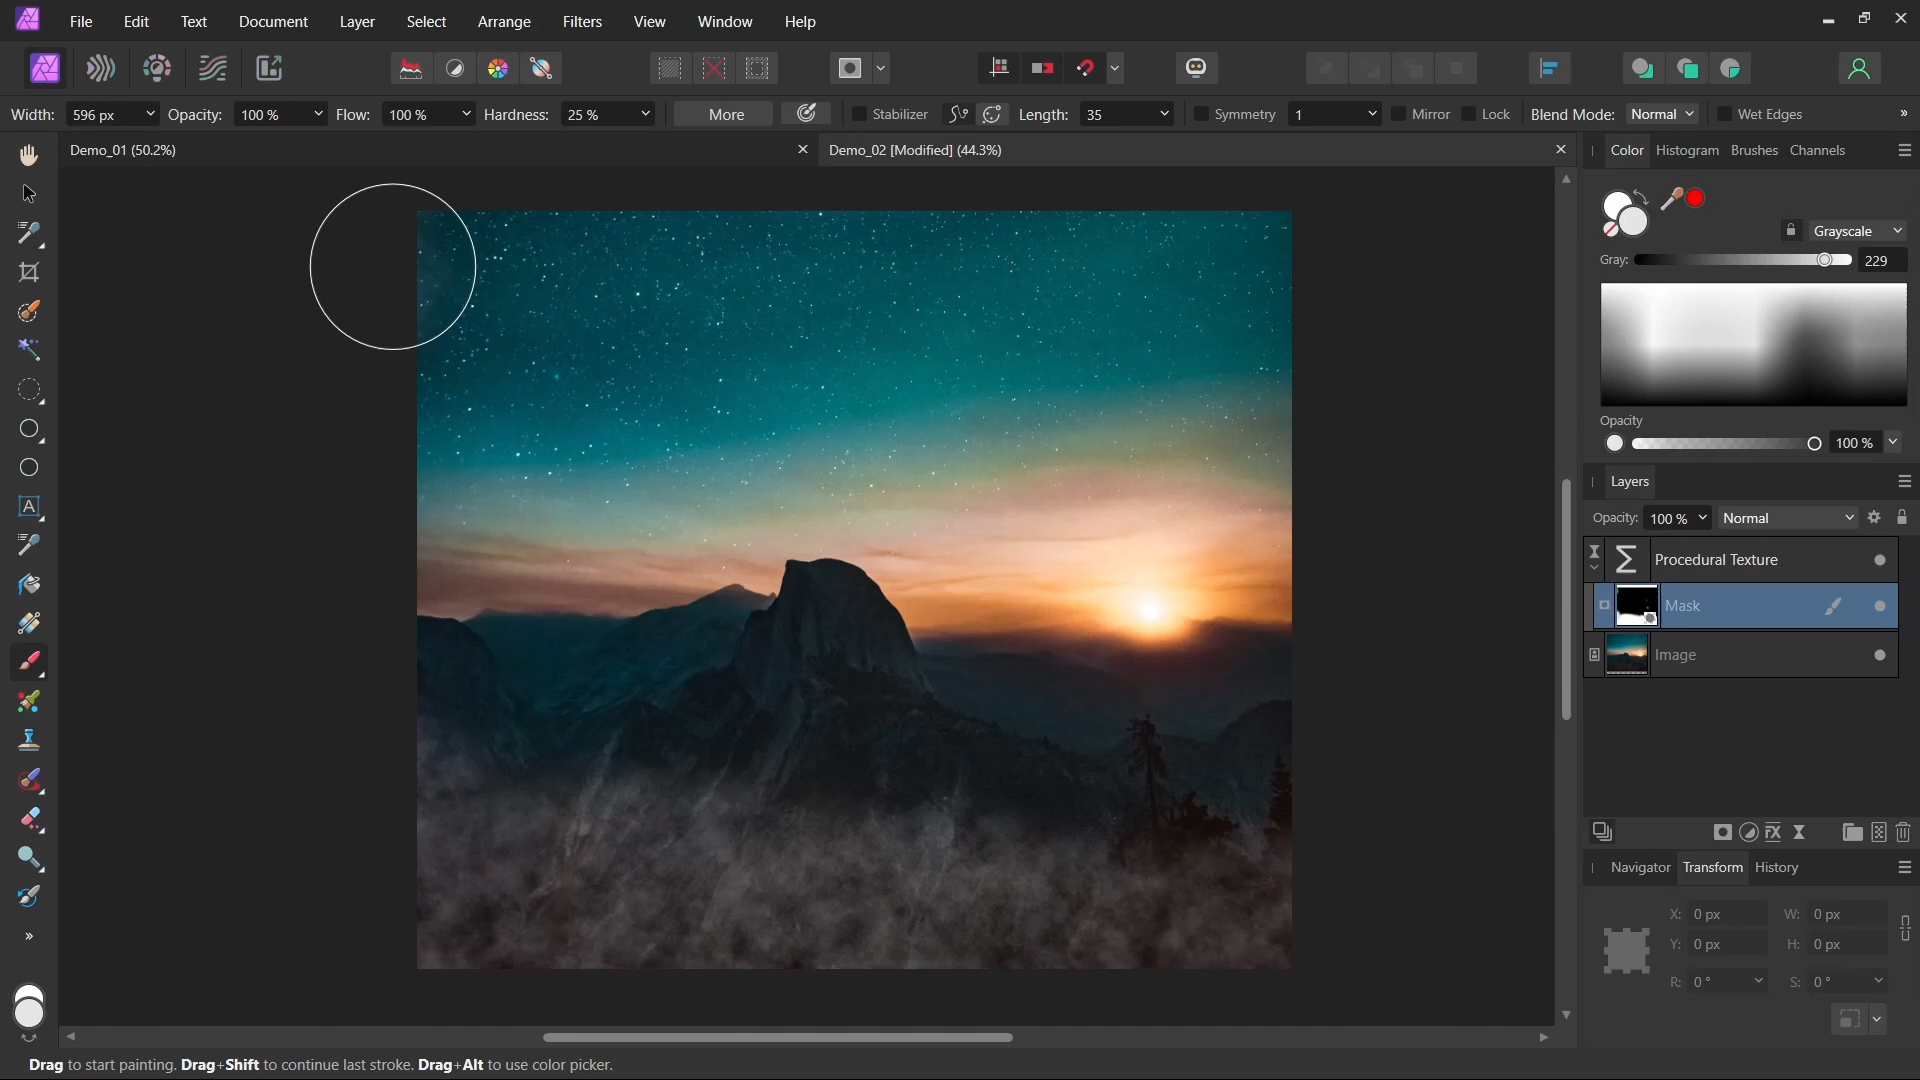 File Edit Text Document Layer Select Arrange Filters View Window Help
Width: 596 px Opacity: 100 % Flow: 100 % Hardness: 25 % More Stabilizer Length: 35 Symmetry 1 Mirror Lock Blend Mode: Normal Wet Edges »
Demo_01 (50.2%) Demo_02 [Modified] (44.3%)
Color Histogram Brushes Channels
Grayscale
Gray: 229
Opacity
100 %
Layers
Opacity: 100 % Normal
Procedural Texture
Mask
Image
Navigator Transform History
X: 0 px W: 0 px
Y: 0 px H: 0 px
R: 0 ° S: 0 °
»
Drag to start painting. Drag+Shift to continue last stroke. Drag+Alt to use color picker.